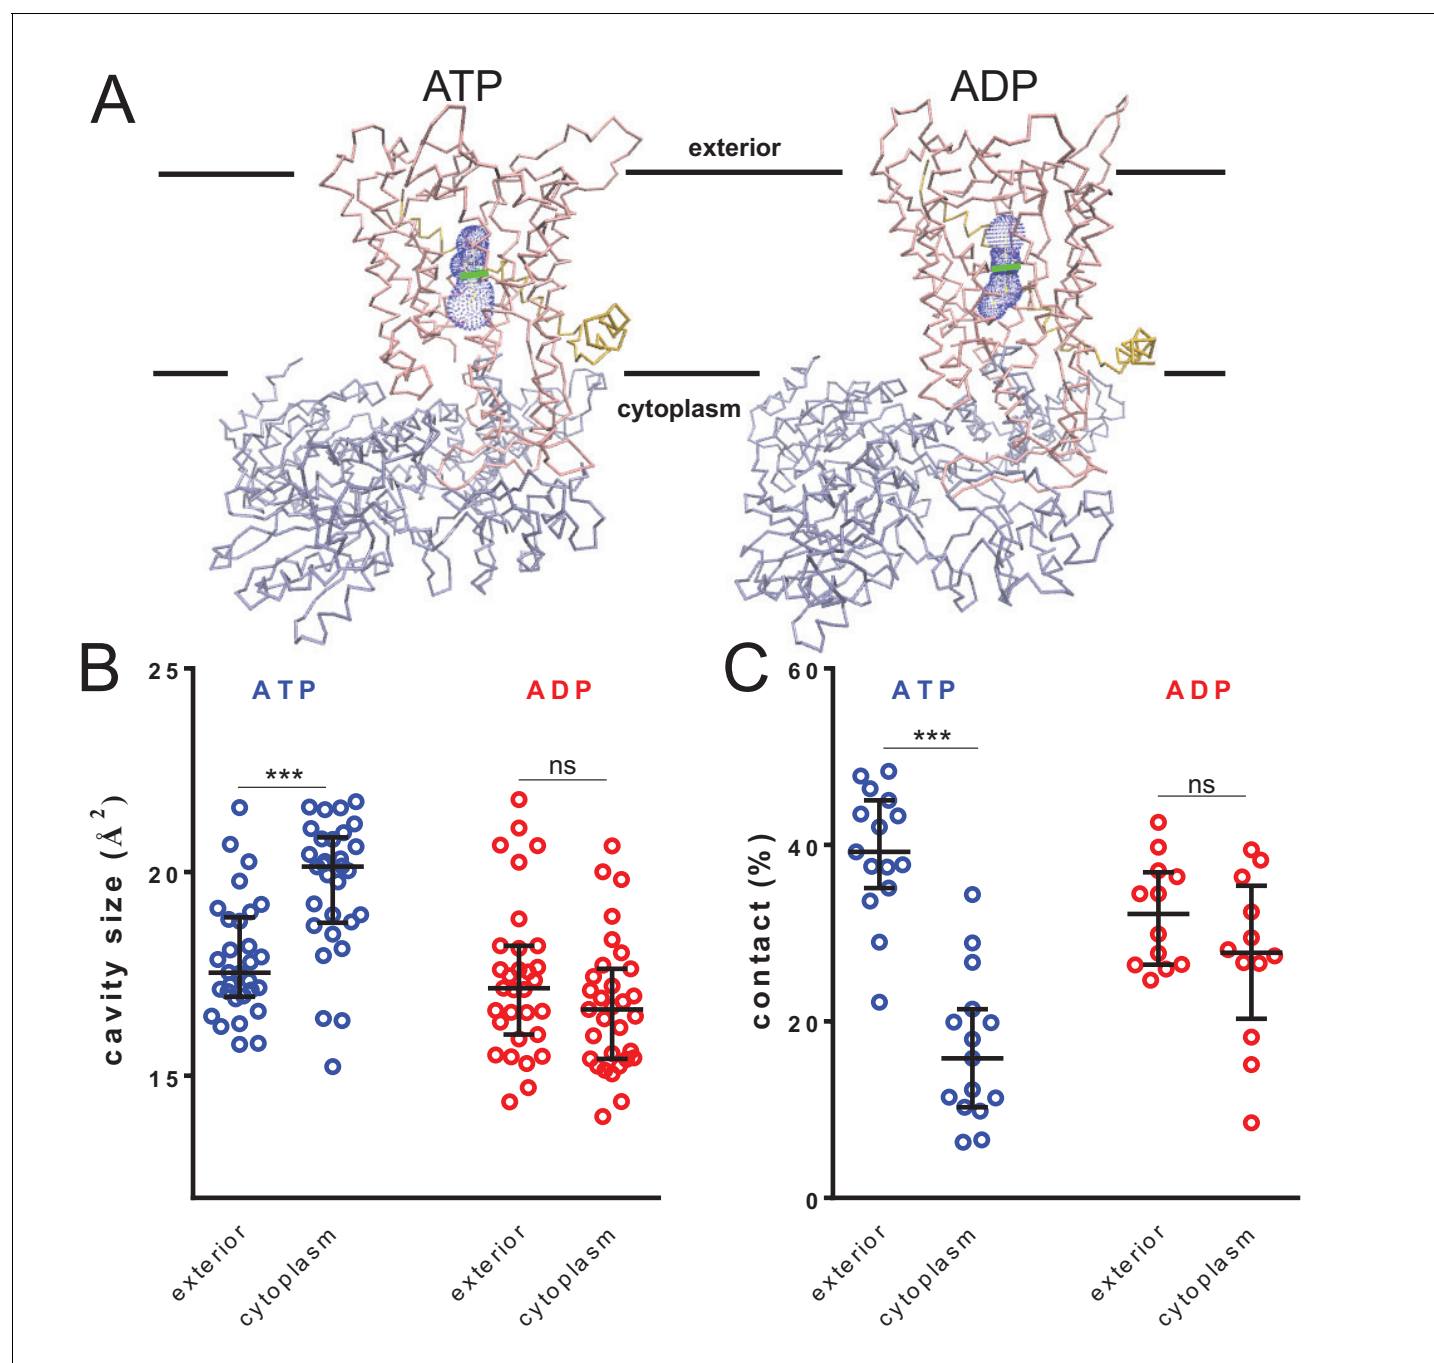 A
ATP
ADP
exterior
cytoplasm
B
25
20
15
cavity size (Å²)
ATP
ADP
***
ns
exterior
cytoplasm
exterior
cytoplasm
C
60
40
20
0
contact (%)
ATP
ADP
***
ns
exterior
cytoplasm
exterior
cytoplasm